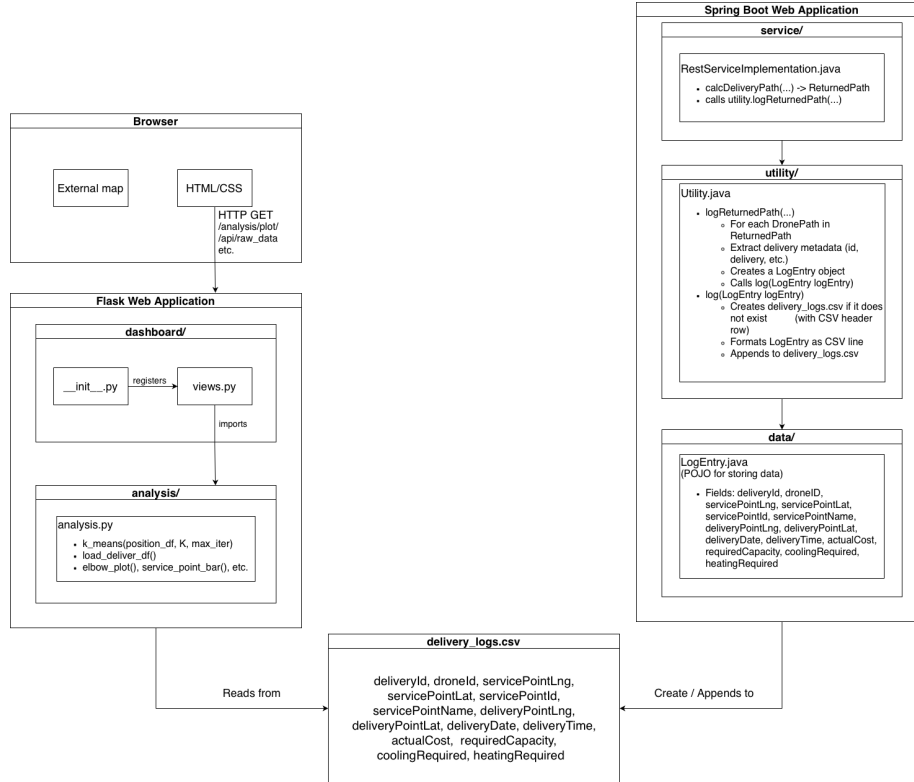 Spring Boot Web Application
service/
RestServiceImplementation.java
• calcDeliveryPath(...) -> ReturnedPath
• calls utility.logReturnedPath(...)
Browser
External map
HTML/CSS
HTTP GET
/analysis/plot/
/api/raw_data
etc.
utility/
Utility.java
• logReturnedPath(...)
◦ For each DronePath in
ReturnedPath
◦ Extract delivery metadata (id,
delivery, etc.)
◦ Creates a LogEntry object
◦ Calls log(LogEntry logEntry)
• log(LogEntry logEntry)
◦ Creates delivery_logs.csv if it does
not exist (with CSV header
row)
◦ Formats LogEntry as CSV line
◦ Appends to delivery_logs.csv
Flask Web Application
dashboard/
__init__.py
registers
views.py
imports
analysis/
analysis.py
• k_means(position_df, K, max_iter)
• load_deliver_df()
• elbow_plot(), service_point_bar(), etc.
data/
LogEntry.java
(POJO for storing data)
• Fields: deliveryId, droneID,
servicePointLng, servicePointLat,
servicePointId, servicePointName,
deliveryPointLng, deliveryPointLat,
deliveryDate, deliveryTime, actualCost,
requiredCapacity, coolingRequired,
heatingRequired
Reads from
delivery_logs.csv
deliveryId, droneId, servicePointLng,
servicePointLat, servicePointId,
servicePointName, deliveryPointLng,
deliveryPointLat, deliveryDate, deliveryTime,
actualCost, requiredCapacity,
coolingRequired, heatingRequired
Create / Appends to